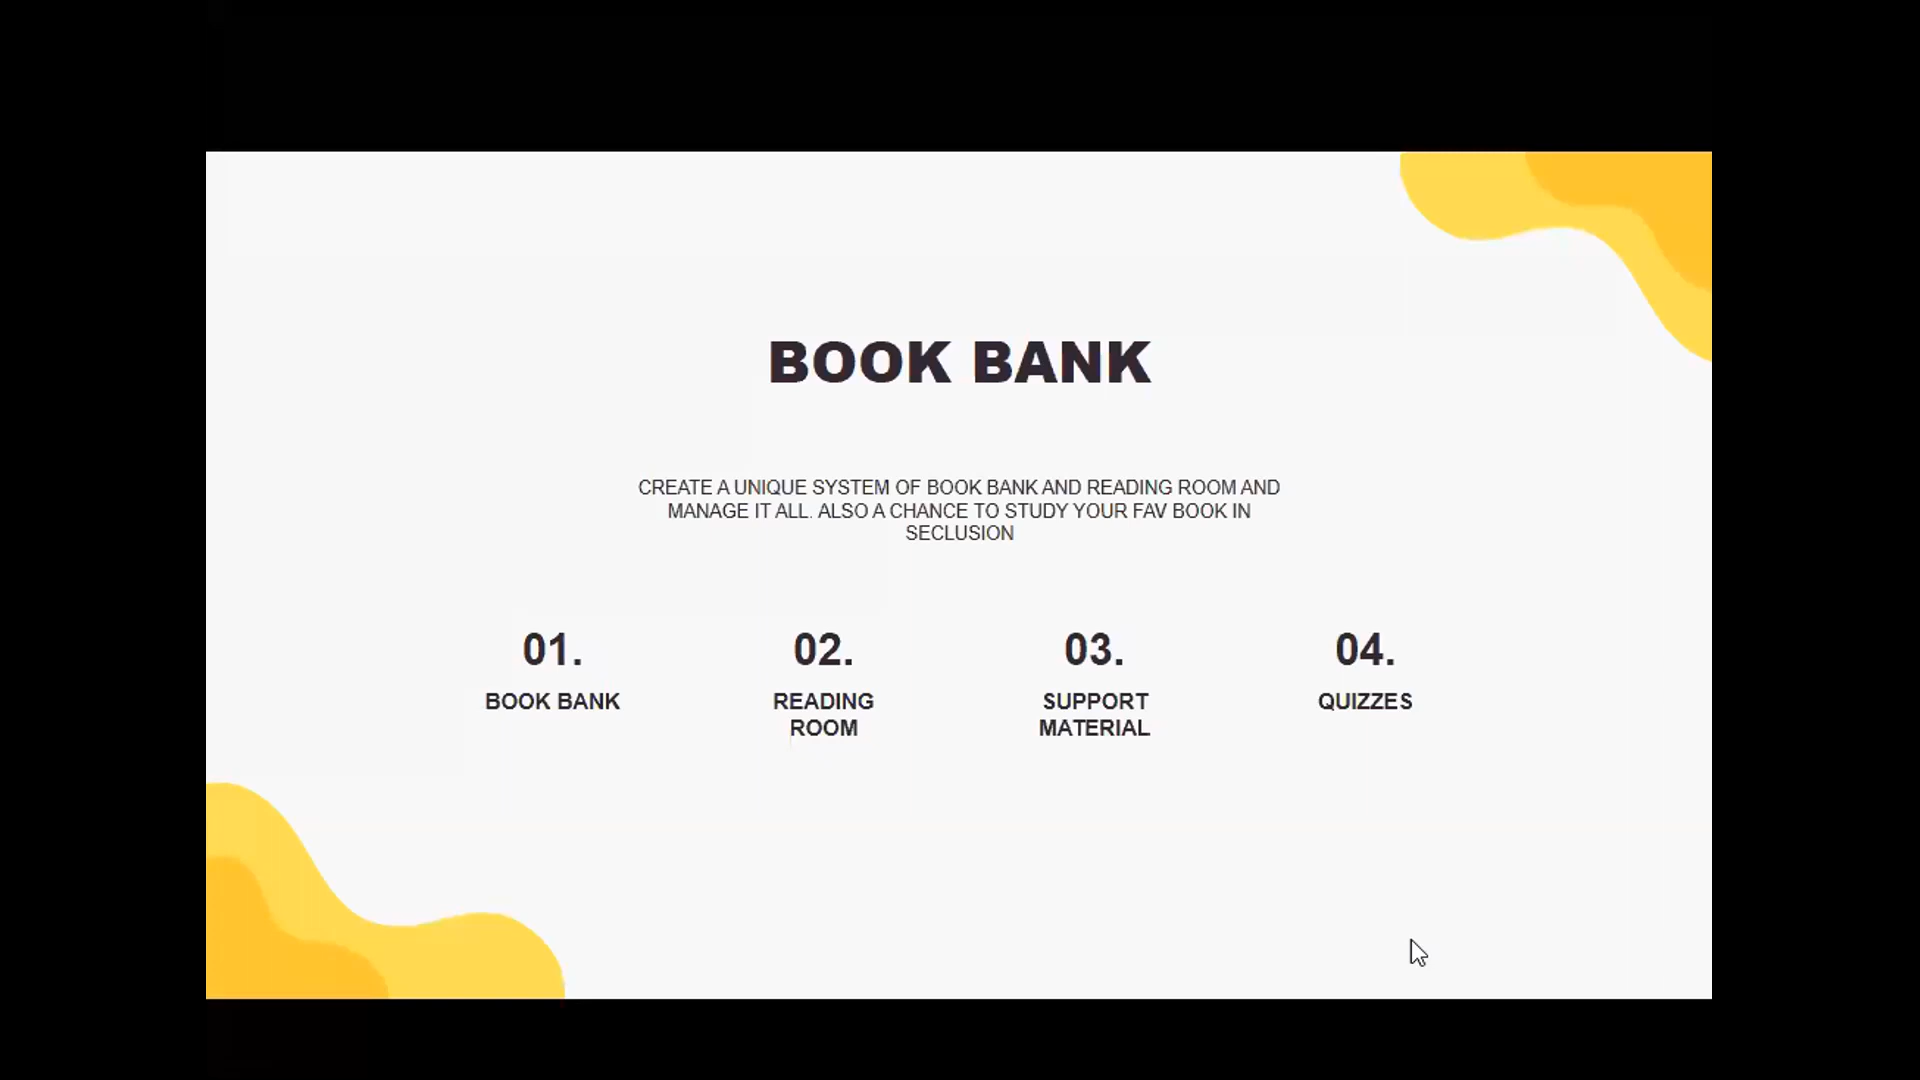 BOOK BANK
CREATE A UNIQUE SYSTEM OF BOOK BANK AND READING ROOM AND
MANAGE IT ALL. ALSO A CHANCE TO STUDY YOUR FAV BOOK IN
SECLUSION
01.
BOOK BANK
02.
READING
ROOM
03.
SUPPORT
MATERIAL
04.
QUIZZES